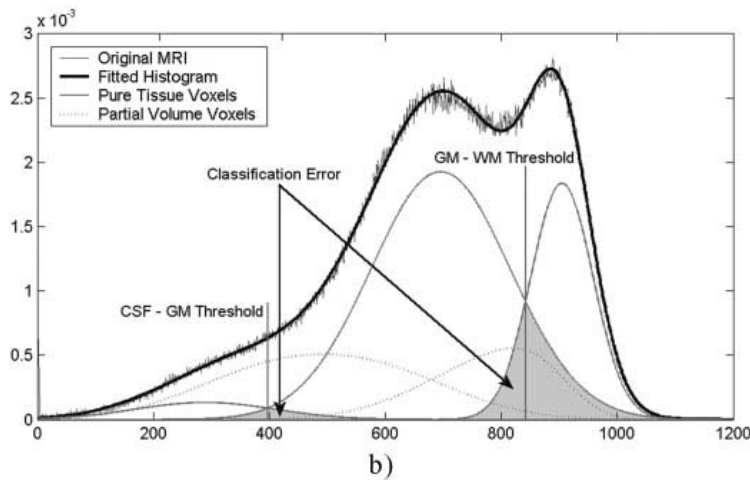 x 10⁻³
3
2.5
2
1.5
1
0.5
0
Original MRI
Fitted Histogram
Pure Tissue Voxels
Partial Volume Voxels
GM - WM Threshold
Classification Error
CSF - GM Threshold
0 200 400 600 800 1000 1200
b)